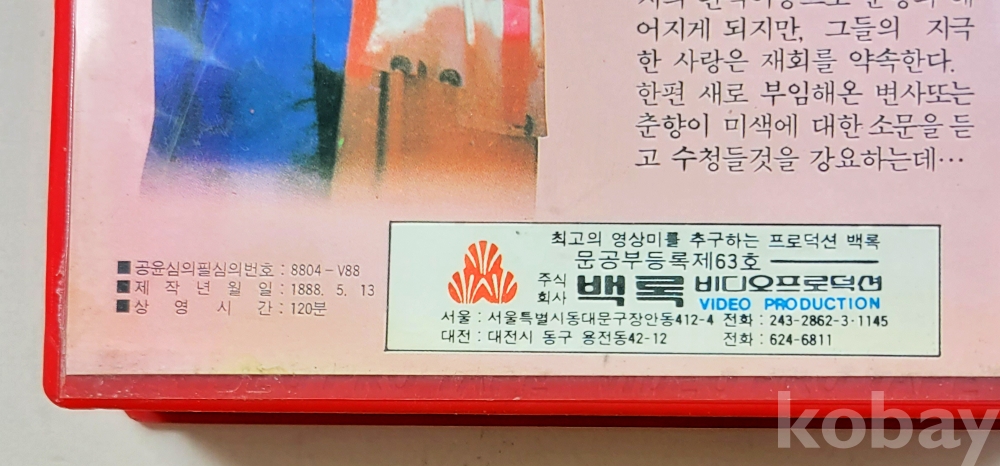 어지게 되지만, 그들의 지극
한 사랑은 재회를 약속한다.
한편 새로 부임해온 변사또는
춘향이 미색에 대한 소문을 듣
고 수청들것을 강요하는데…
■공윤심의필심의번호 : 8804-V88
■제 작 년 월 일 : 1888. 5. 13
■상 영 시 간 : 120분
최고의 영상미를 추구하는 프로덕션 백록
문공부등록제63호
주식회사 백록 비디오프로덕션
VIDEO PRODUCTION
서울 : 서울특별시동대문구장안동412-4 전화 : 243-2862-3·1145
대전 : 대전시 동구 용전동42-12 전화 : 624-6811
kobay